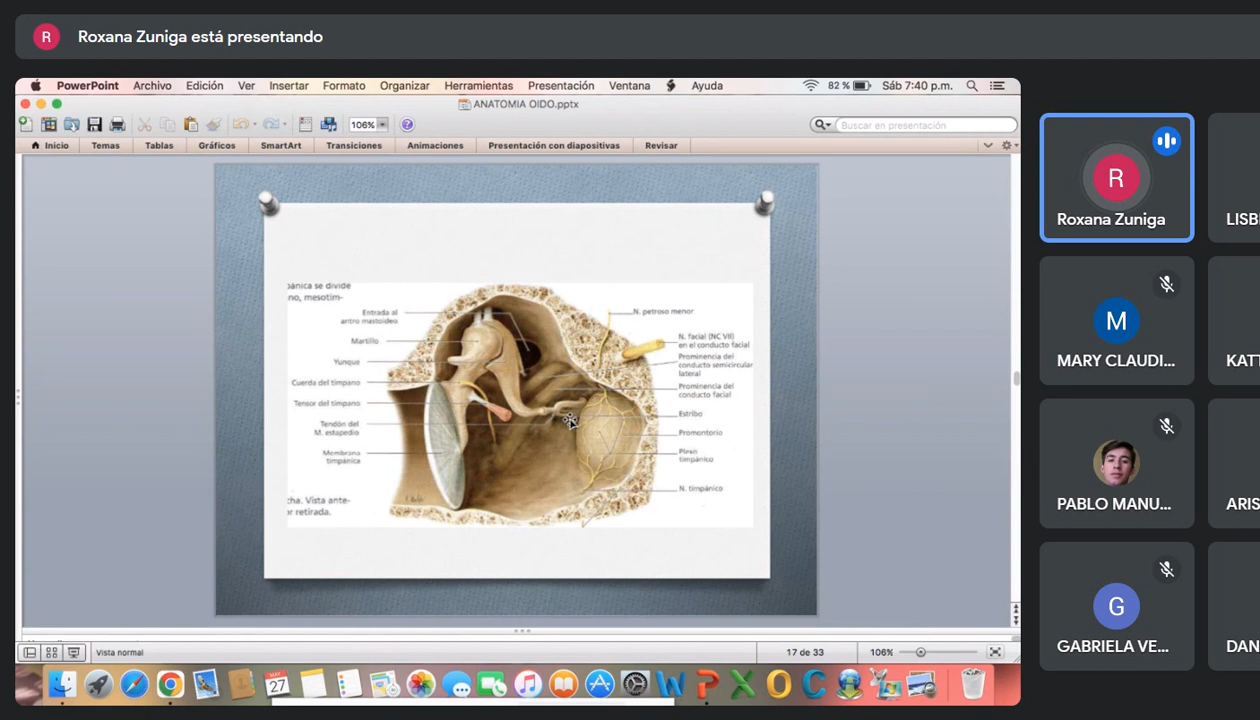 R
Roxana Zuniga está presentando
PowerPoint Archivo Edición Ver Insertar Formato Organizar Herramientas Presentación Ventana Ayuda 82 % Sáb 7:40 p.m.
ANATOMIA OIDO.pptx
106%
Buscar en presentación
Inicio Temas Tablas Gráficos SmartArt Transiciones Animaciones Presentación con diapositivas Revisar
pánica se divide
no, mesotim-
Entrada al
antro mastoideo
Martillo
Yunque
Cuerda del tímpano
Tensor del tímpano
Tendón del
M. estapedio
Membrana
timpánica
cha. Vista ante-
or retirada.
N. petroso menor
N. facial (NC VII)
en el conducto facial
Prominencia del
conducto semicircular
lateral
Prominencia del
conducto facial
Estribo
Promontorio
Plexo
timpánico
N. timpánico
Vista normal 17 de 33 106%
27
R
Roxana Zuniga
LISB
M
MARY CLAUDI...
KATT
PABLO MANU...
ARIS
G
GABRIELA VE...
DAN